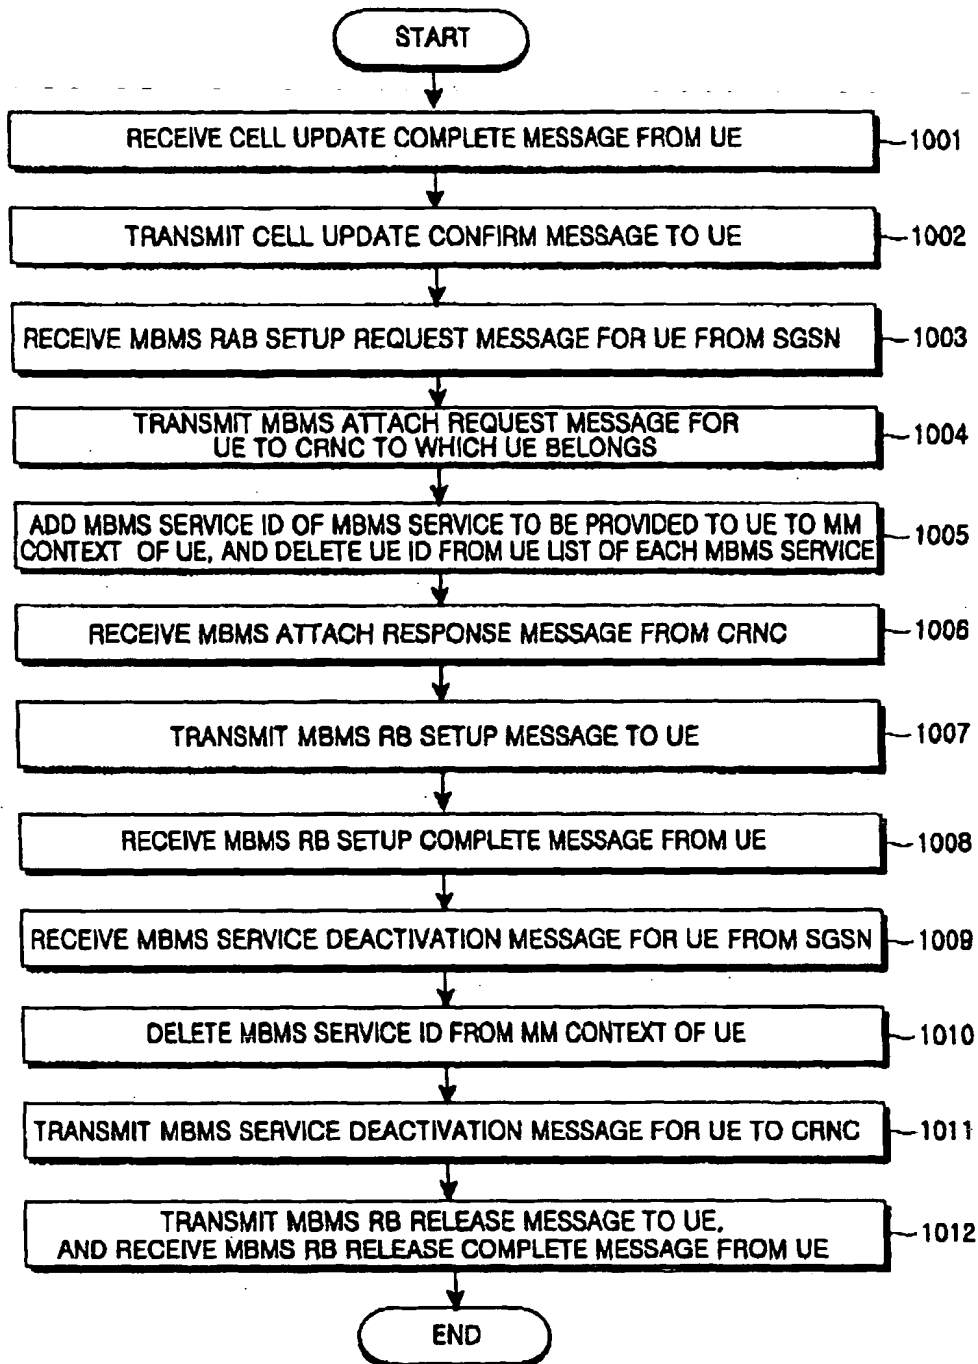 START
RECEIVE CELL UPDATE COMPLETE MESSAGE FROM UE
1001
TRANSMIT CELL UPDATE CONFIRM MESSAGE TO UE
1002
RECEIVE MBMS RAB SETUP REQUEST MESSAGE FOR UE FROM SGSN
1003
TRANSMIT MBMS ATTACH REQUEST MESSAGE FOR
UE TO CRNC TO WHICH UE BELONGS
1004
ADD MBMS SERVICE ID OF MBMS SERVICE TO BE PROVIDED TO UE TO MM
CONTEXT OF UE, AND DELETE UE ID FROM UE LIST OF EACH MBMS SERVICE
1005
RECEIVE MBMS ATTACH RESPONSE MESSAGE FROM CRNC
1006
TRANSMIT MBMS RB SETUP MESSAGE TO UE
1007
RECEIVE MBMS RB SETUP COMPLETE MESSAGE FROM UE
1008
RECEIVE MBMS SERVICE DEACTIVATION MESSAGE FOR UE FROM SGSN
1009
DELETE MBMS SERVICE ID FROM MM CONTEXT OF UE
1010
TRANSMIT MBMS SERVICE DEACTIVATION MESSAGE FOR UE TO CRNC
1011
TRANSMIT MBMS RB RELEASE MESSAGE TO UE,
AND RECEIVE MBMS RB RELEASE COMPLETE MESSAGE FROM UE
1012
END